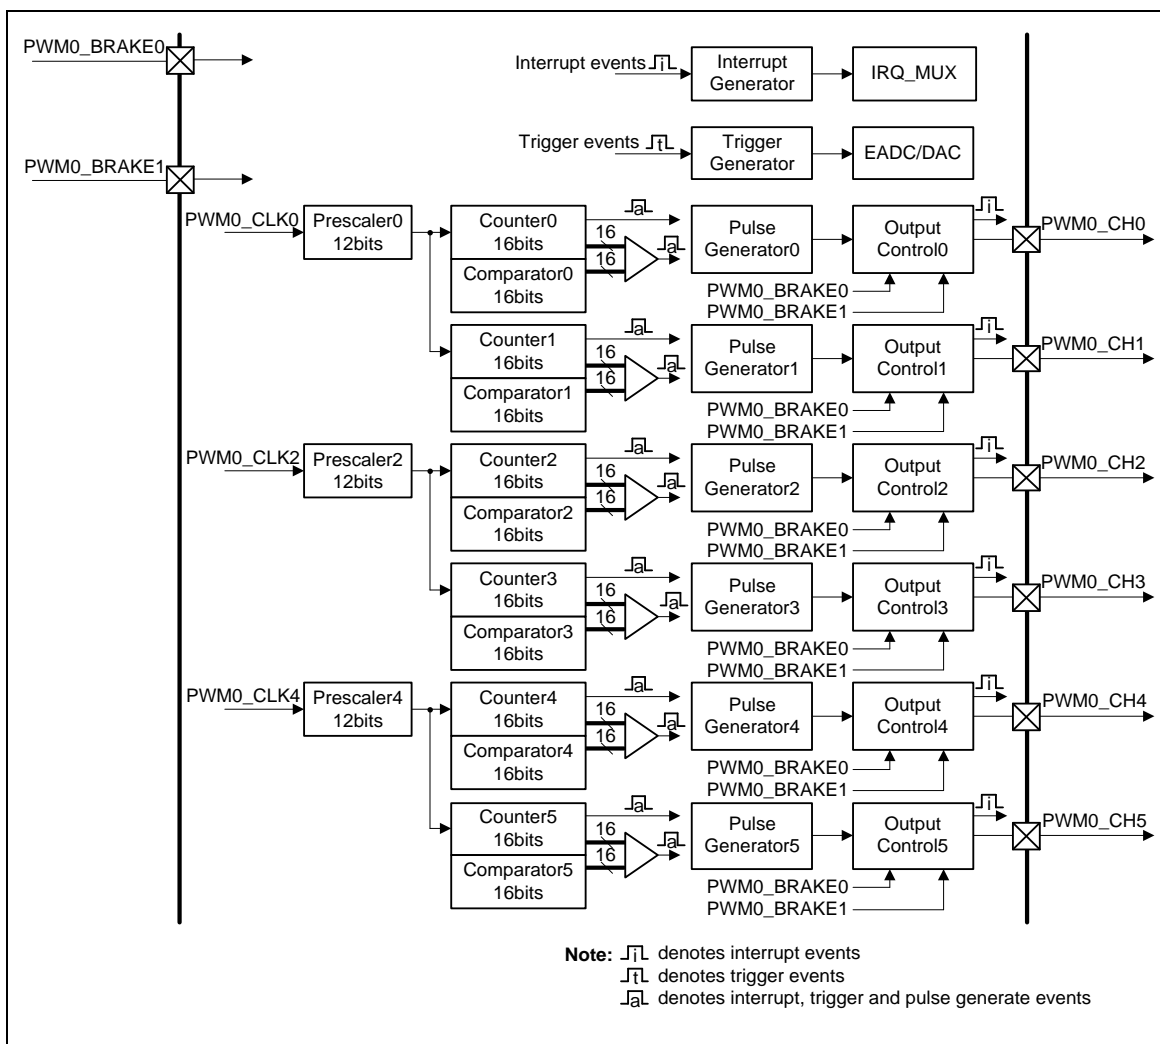 PWM0_BRAKE0
Interrupt events i
Interrupt
Generator
IRQ_MUX
PWM0_BRAKE1
Trigger events t
Trigger
Generator
EADC/DAC
PWM0_CLK0
Prescaler0
12bits
Counter0
16bits
Comparator0
16bits
16
16
a
a
Pulse
Generator0
Output
Control0
i
PWM0_CH0
PWM0_BRAKE0
PWM0_BRAKE1
Counter1
16bits
Comparator1
16bits
16
16
a
a
Pulse
Generator1
Output
Control1
i
PWM0_CH1
PWM0_BRAKE0
PWM0_BRAKE1
PWM0_CLK2
Prescaler2
12bits
Counter2
16bits
Comparator2
16bits
16
16
a
a
Pulse
Generator2
Output
Control2
i
PWM0_CH2
PWM0_BRAKE0
PWM0_BRAKE1
Counter3
16bits
Comparator3
16bits
16
16
a
a
Pulse
Generator3
Output
Control3
i
PWM0_CH3
PWM0_BRAKE0
PWM0_BRAKE1
PWM0_CLK4
Prescaler4
12bits
Counter4
16bits
Comparator4
16bits
16
16
a
a
Pulse
Generator4
Output
Control4
i
PWM0_CH4
PWM0_BRAKE0
PWM0_BRAKE1
Counter5
16bits
Comparator5
16bits
16
16
a
a
Pulse
Generator5
Output
Control5
i
PWM0_CH5
PWM0_BRAKE0
PWM0_BRAKE1
Note: i denotes interrupt events
t denotes trigger events
a denotes interrupt, trigger and pulse generate events